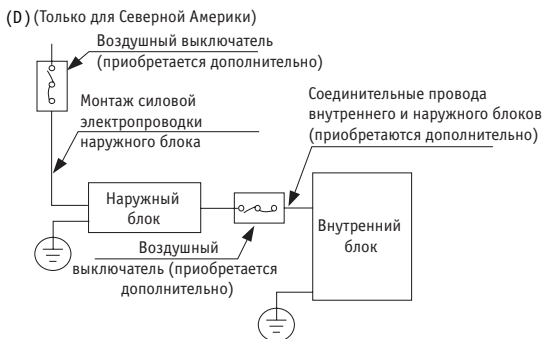 (D) (Только для Северной Америки)
Воздушный выключатель
(приобретается дополнительно)
Монтаж силовой
электропроводки
наружного блока
Соединительные провода
внутреннего и наружного блоков
(приобретаются дополнительно)
Наружный
блок
Внутренний
блок
Воздушный
выключатель (приобретается
дополнительно)